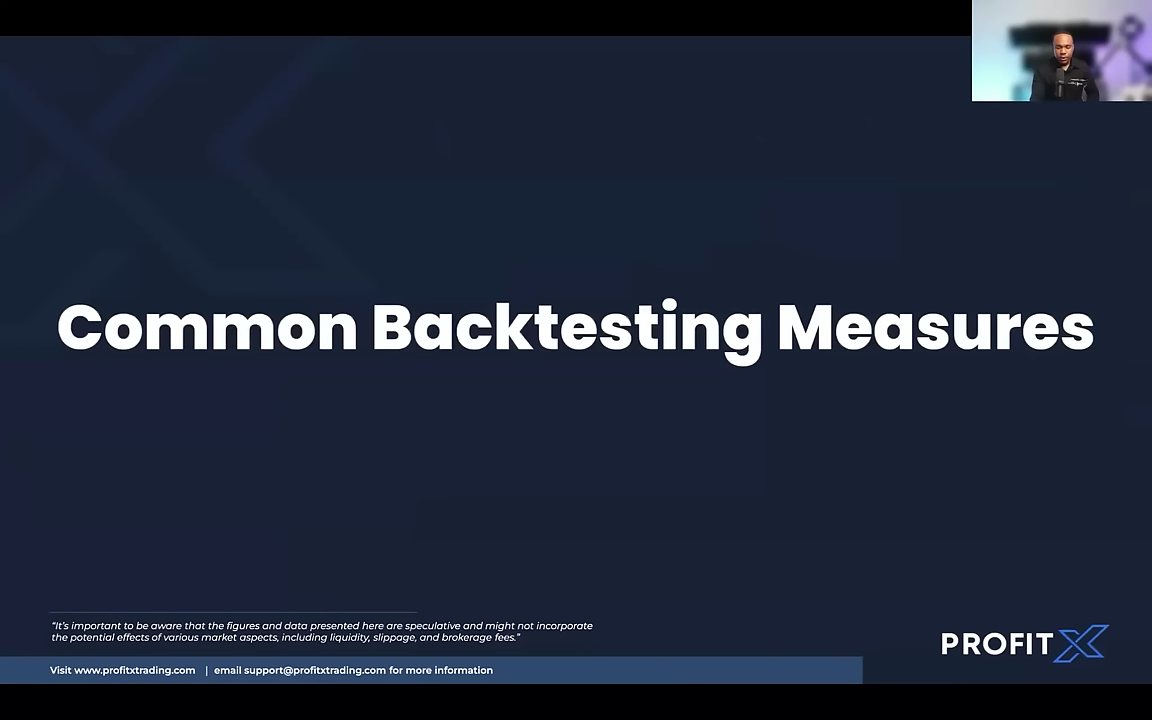 Common Backtesting Measures
“It’s important to be aware that the figures and data presented here are speculative and might not incorporate
the potential effects of various market aspects, including liquidity, slippage, and brokerage fees.”
PROFIT X
Visit www.profitxtrading.com | email support@profitxtrading.com for more information